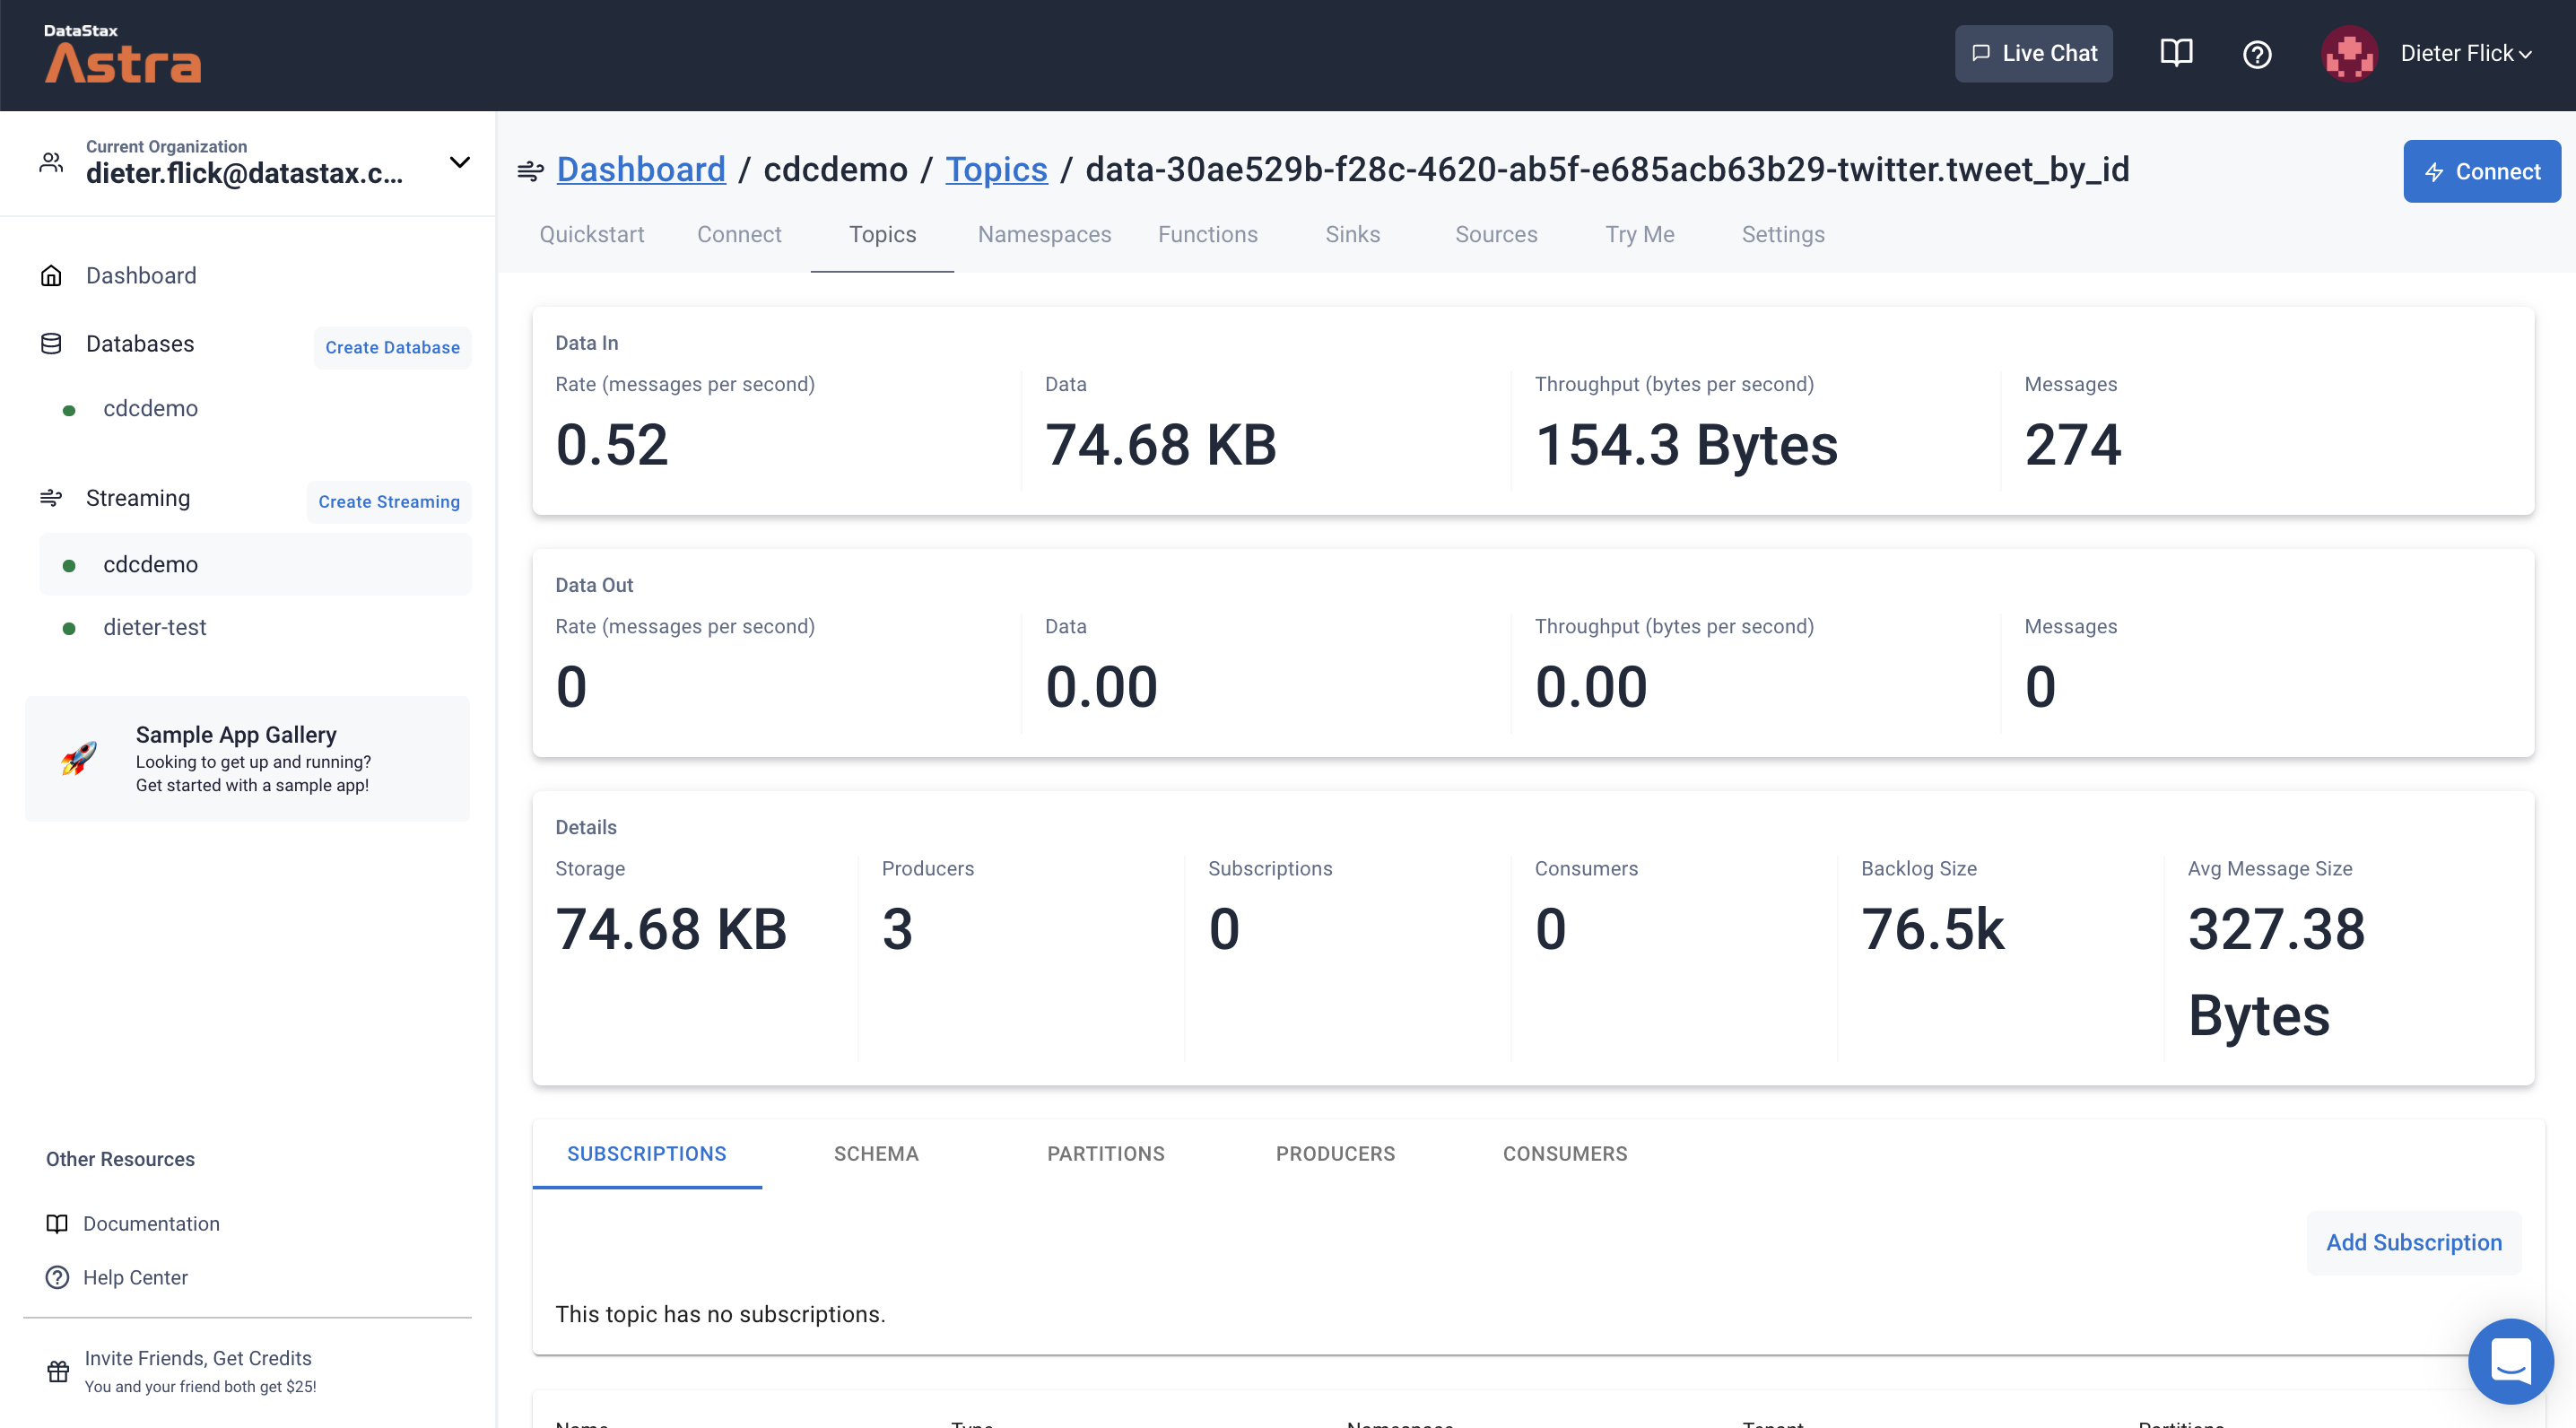 DataStax
Astra
Live Chat
Dieter Flick
Current Organization
dieter.flick@datastax.c...
Dashboard
Databases
Create Database
cdcdemo
Streaming
Create Streaming
cdcdemo
dieter-test
Sample App Gallery
Looking to get up and running?
Get started with a sample app!
Other Resources
Documentation
Help Center
Invite Friends, Get Credits
You and your friend both get $25!
Dashboard / cdcdemo / Topics / data-30ae529b-f28c-4620-ab5f-e685acb63b29-twitter.tweet_by_id
Connect
Quickstart Connect Topics Namespaces Functions Sinks Sources Try Me Settings
Data In
Rate (messages per second) Data Throughput (bytes per second) Messages
0.52 74.68 KB 154.3 Bytes 274
Data Out
Rate (messages per second) Data Throughput (bytes per second) Messages
0 0.00 0.00 0
Details
Storage Producers Subscriptions Consumers Backlog Size Avg Message Size
74.68 KB 3 0 0 76.5k 327.38
Bytes
SUBSCRIPTIONS SCHEMA PARTITIONS PRODUCERS CONSUMERS
Add Subscription
This topic has no subscriptions.
Name Type Namespace Tenant Partitions